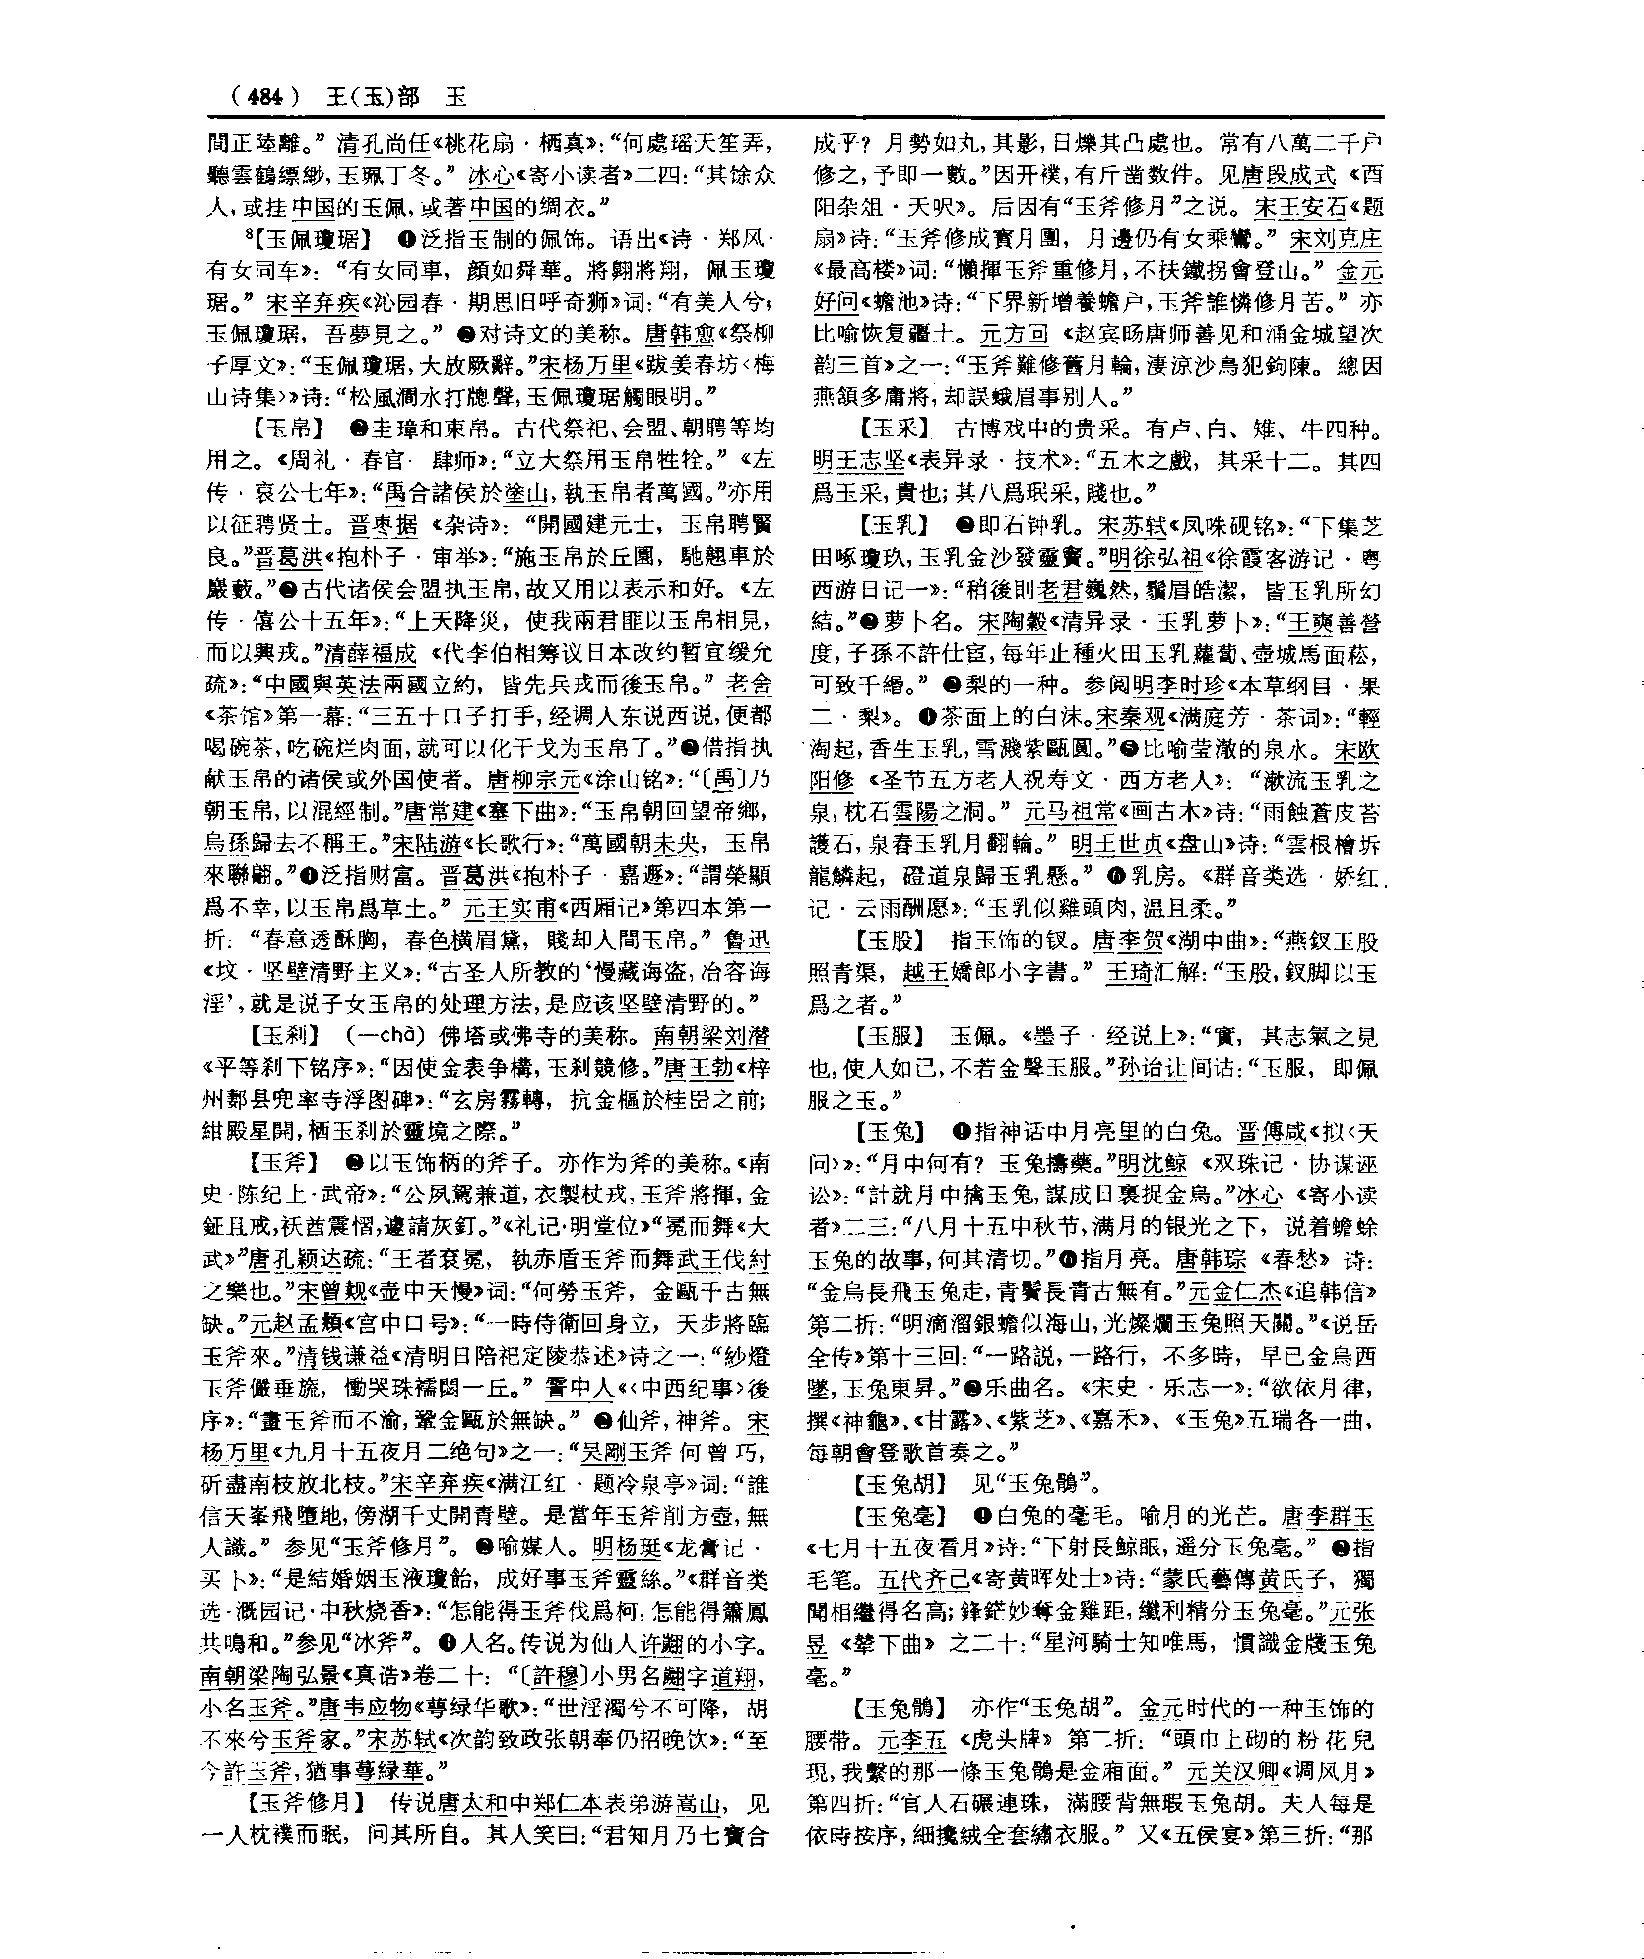 （484） 王(玉)部 玉
間正陸離。”清孔尚任《桃花扇·栖真》：“何處瑶天笙弄，
聽雲鶴縹緲，玉珮丁冬。”冰心《寄小读者》二四：“其馀众
人，或挂中国的玉佩，或著中国的绸衣。”
8【玉佩瓊琚】 ❶泛指玉制的佩饰。语出《诗·郑风·
有女同车》：“有女同車，顔如舜華。將翱將翔，佩玉瓊
琚。”宋辛弃疾《沁园春·期思旧呼奇狮》词：“有美人兮，
玉佩瓊琚，吾夢見之。”❷对诗文的美称。唐韩愈《祭柳
子厚文》：“玉佩瓊琚，大放厥辭。”宋杨万里《跋姜春坊〈梅
山诗集〉》诗：“松風澗水打牕聲，玉佩瓊琚觸眼明。”
【玉帛】 ❶圭璋和束帛。古代祭祀、会盟、朝聘等均
用之。《周礼·春官·肆师》：“立大祭用玉帛牲牷。”《左
传·哀公七年》：“禹合諸侯於塗山，執玉帛者萬國。”亦用
以征聘贤士。晋枣据《杂诗》：“開國建元士，玉帛聘賢
良。”晋葛洪《抱朴子·审举》：“施玉帛於丘園，馳翹車於
巖藪。”❷古代诸侯会盟执玉帛，故又用以表示和好。《左
传·僖公十五年》：“上天降災，使我兩君匪以玉帛相見，
而以興戎。”清薛福成《代李伯相筹议日本改约暂宜缓允
疏》：“中國與英法兩國立約，皆先兵戎而後玉帛。”老舍
《茶馆》第一幕：“三五十口子打手，经调人东说西说，便都
喝碗茶，吃碗烂肉面，就可以化干戈为玉帛了。”❸借指执
献玉帛的诸侯或外国使者。唐柳宗元《涂山铭》：“〔禹〕乃
朝玉帛，以混經制。”唐常建《塞下曲》：“玉帛朝回望帝鄉，
烏孫歸去不稱王。”宋陆游《长歌行》：“萬國朝未央，玉帛
來聯翩。”❹泛指财富。晋葛洪《抱朴子·嘉遯》：“謂榮顯
爲不幸，以玉帛爲草土。”元王实甫《西厢记》第四本第一
折：“春意透酥胸，春色横眉黛，賤却人間玉帛。”鲁迅
《坟·坚壁清野主义》：“古圣人所教的‘慢藏诲盗，冶容诲
淫’，就是说子女玉帛的处理方法，是应该坚壁清野的。”
【玉刹】 （—chà）佛塔或佛寺的美称。南朝梁刘潜
《平等刹下铭序》：“因使金表争構，玉刹競修。”唐王勃《梓
州郪县兜率寺浮图碑》：“玄房霧轉，抗金樞於桂嵒之前；
紺殿星開，栖玉刹於靈境之際。”
【玉斧】 ❶以玉饰柄的斧子。亦作为斧的美称。《南
史·陈纪上·武帝》：“公夙駕兼道，衣製杖戎，玉斧將揮，金
鉦且戒，祅酋震慴，遽請灰釘。”《礼记·明堂位》“冕而舞《大
武》”唐孔颖达疏：“王者衮冕，執赤盾玉斧而舞武王伐紂
之樂也。”宋曾觌《壶中天慢》词：“何勞玉斧，金甌千古無
缺。”元赵孟頫《宫中口号》：“一時侍衛回身立，天步將臨
玉斧來。”清钱谦益《清明日陪祀定陵恭述》诗之一：“紗燈
玉斧儼垂旒，慟哭珠襦閟一丘。”霅中人《〈中西纪事〉後
序》：“畫玉斧而不渝，鞏金甌於無缺。”❷仙斧，神斧。宋
杨万里《九月十五夜月二绝句》之一：“吴剛玉斧何曾巧，
斫盡南枝放北枝。”宋辛弃疾《满江红·题冷泉亭》词：“誰
信天峯飛墮地，傍湖千丈開青壁。是當年玉斧削方壺，無
人識。”参见“玉斧修月”。❸喻媒人。明杨珽《龙膏记·
买卜》：“是結婚姻玉液瓊飴，成好事玉斧靈絲。”《群音类
选·溉园记·中秋烧香》：“怎能得玉斧伐爲柯，怎能得簫鳳
共鳴和。”参见“冰斧”。❹人名。传说为仙人许翽的小字。
南朝梁陶弘景《真诰》卷二十：“〔許穆〕小男名翽字道翔，
小名玉斧。”唐韦应物《萼绿华歌》：“世淫濁兮不可降，胡
不來兮玉斧家。”宋苏轼《次韵致政张朝奉仍招晚饮》：“至
今許玉斧，猶事萼緑華。”
【玉斧修月】 传说唐太和中郑仁本表弟游嵩山，见
一人枕襆而眠，问其所自。其人笑曰：“君知月乃七寶合
成乎？月勢如丸，其影，日爍其凸處也。常有八萬二千户
修之，予即一數。”因开襆，有斤凿数件。见唐段成式《酉
阳杂俎·天咫》。后因有“玉斧修月”之说。宋王安石《题
扇》诗：“玉斧修成寶月團，月邊仍有女乘鸞。”宋刘克庄
《最高楼》词：“懶揮玉斧重修月，不扶鐵拐會登山。”金元
好问《蟾池》诗：“下界新增養蟾户，玉斧誰憐修月苦。”亦
比喻恢复疆土。元方回《赵宾旸唐师善见和涌金城望次
韵三首》之一：“玉斧難修舊月輪，淒涼沙鳥犯鉤陳。總因
燕頷多庸將，却誤蛾眉事别人。”
【玉采】 古博戏中的贵采。有卢、白、雉、牛四种。
明王志坚《表异录·技术》：“五木之戲，其采十二。其四
爲玉采，貴也；其八爲珉采，賤也。”
【玉乳】 ❶即石钟乳。宋苏轼《凤咮砚铭》：“下集芝
田啄瓊玖，玉乳金沙發靈竇。”明徐弘祖《徐霞客游记·粤
西游日记一》：“稍後則老君巍然，鬚眉皓潔，皆玉乳所幻
結。”❷萝卜名。宋陶榖《清异录·玉乳萝卜》：“王奭善營
度，子孫不許仕宦，每年止種火田玉乳蘿蔔、壺城馬面菘，
可致千緡。”❸梨的一种。参阅明李时珍《本草纲目·果
二·梨》。❹茶面上的白沫。宋秦观《满庭芳·茶词》：“輕
淘起，香生玉乳，雪濺紫甌圓。”❺比喻莹澈的泉水。宋欧
阳修《圣节五方老人祝寿文·西方老人》：“漱流玉乳之
泉，枕石雲陽之洞。”元马祖常《画古木》诗：“雨蝕蒼皮苔
護石，泉舂玉乳月翻輪。”明王世贞《盘山》诗：“雲根檜坼
龍鱗起，磴道泉歸玉乳懸。”❻乳房。《群音类选·娇红
记·云雨酬愿》：“玉乳似雞頭肉，温且柔。”
【玉股】 指玉饰的钗。唐李贺《湖中曲》：“燕釵玉股
照青渠，越王嬌郎小字書。”王琦汇解：“玉股，釵脚以玉
爲之者。”
【玉服】 玉佩。《墨子·经说上》：“實，其志氣之見
也，使人如己，不若金聲玉服。”孙诒让间诂：“玉服，即佩
服之玉。”
【玉兔】 ❶指神话中月亮里的白兔。晋傅咸《拟〈天
问〉》：“月中何有？玉兔擣藥。”明沈鲸《双珠记·协谋诬
讼》：“計就月中擒玉兔，謀成日裏捉金烏。”冰心《寄小读
者》二三：“八月十五中秋节，满月的银光之下，说着蟾蜍
玉兔的故事，何其清切。”❷指月亮。唐韩琮《春愁》诗：
“金烏長飛玉兔走，青鬢長青古無有。”元金仁杰《追韩信》
第二折：“明滴溜銀蟾似海山，光燦爛玉兔照天關。”《说岳
全传》第十三回：“一路説，一路行，不多時，早已金烏西
墜，玉兔東昇。”❸乐曲名。《宋史·乐志一》：“欲依月律，
撰《神龜》、《甘露》、《紫芝》、《嘉禾》、《玉兔》五瑞各一曲，
每朝會登歌首奏之。”
【玉兔胡】 见“玉兔鶻”。
【玉兔毫】 ❶白兔的毫毛。喻月的光芒。唐李群玉
《七月十五夜看月》诗：“下射長鲸眼，遥分玉兔毫。”❷指
毛笔。五代齐己《寄黄晖处士》诗：“蒙氏藝傳黄氏子，獨
聞相繼得名高；鋒鋩妙奪金雞距，纖利精分玉兔毫。”元张
昱《辇下曲》之二十：“星河騎士知唯馬，慣識金牋玉兔
毫。”
【玉兔鶻】 亦作“玉兔胡”。金元时代的一种玉饰的
腰带。元李五《虎头牌》第二折：“頭巾上砌的粉花兒
現，我繫的那一條玉兔鶻是金廂面。”元关汉卿《调风月》
第四折：“官人石碾連珠，滿腰背無瑕玉兔胡。夫人每是
依時按序，細攙絨全套繡衣服。”又《五侯宴》第三折：“那